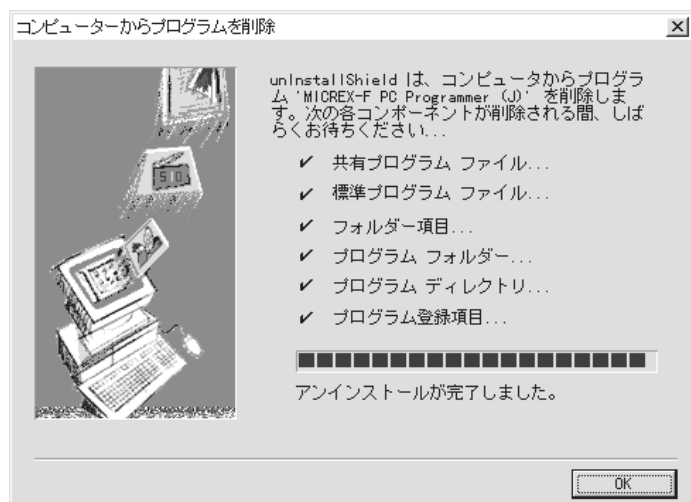 コンピューターからプログラムを削除
unInstallShield は、コンピュータからプログラ
ム 'MICREX-F PC Programmer (J)' を削除しま
す。次の各コンポーネントが削除される間、しば
らくお待ちください...
✔ 共有プログラム ファイル...
✔ 標準プログラム ファイル...
✔ フォルダー項目...
✔ プログラム フォルダー...
✔ プログラム ディレクトリ...
✔ プログラム登録項目...
アンインストールが完了しました。
OK